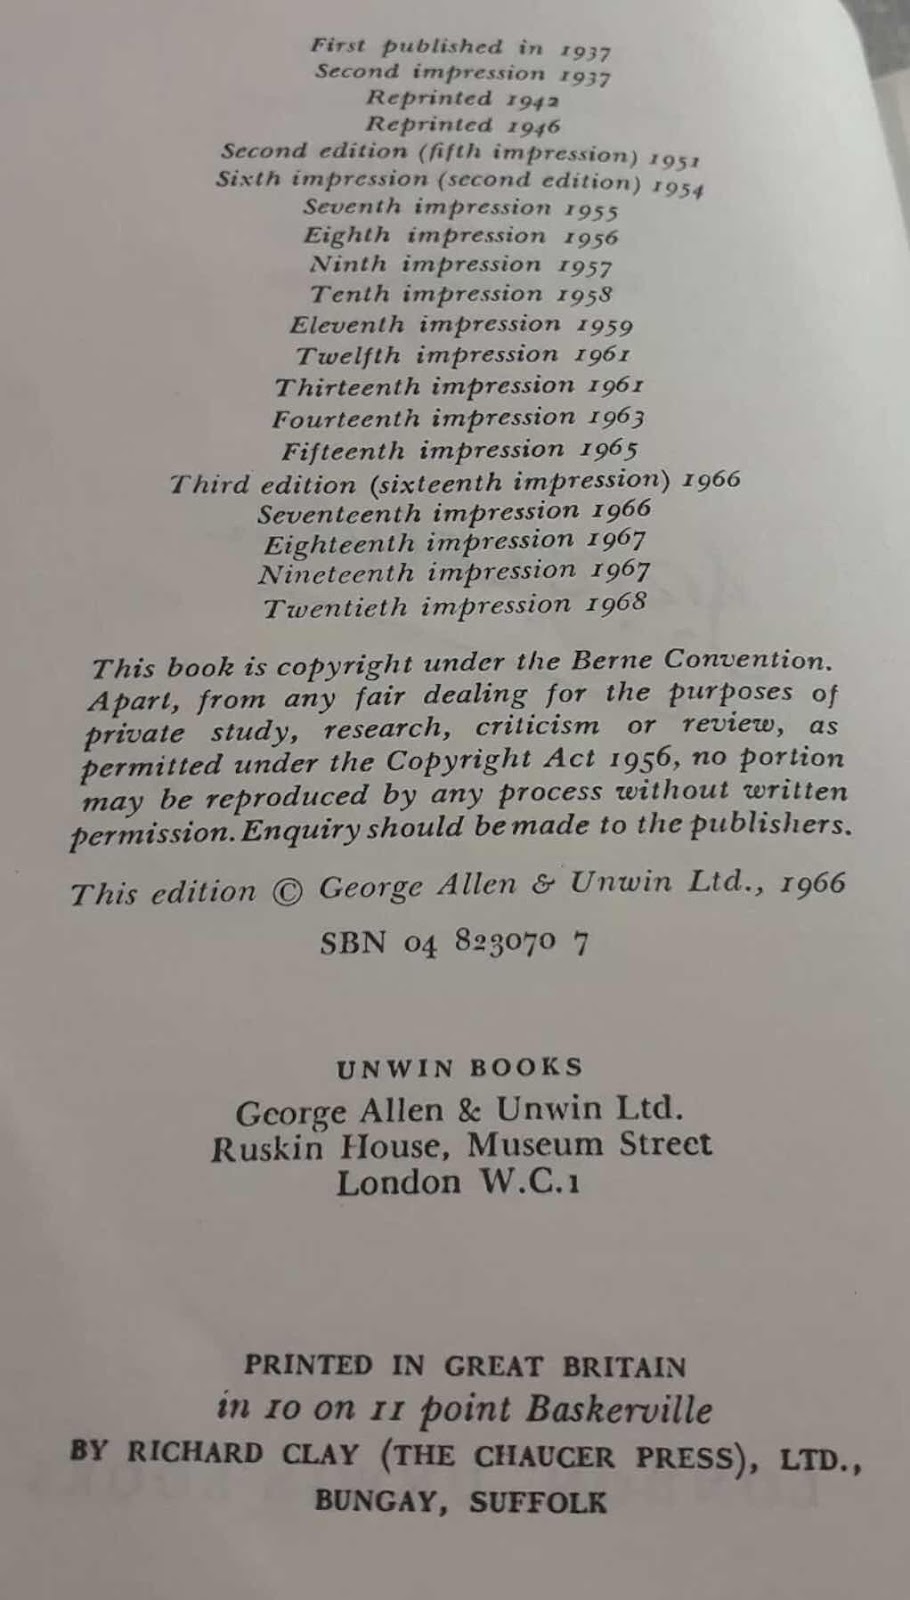 First published in 1937
Second impression 1937
Reprinted 1942
Reprinted 1946
Second edition (fifth impression) 1951
Sixth impression (second edition) 1954
Seventh impression 1955
Eighth impression 1956
Ninth impression 1957
Tenth impression 1958
Eleventh impression 1959
Twelfth impression 1961
Thirteenth impression 1961
Fourteenth impression 1963
Fifteenth impression 1965
Third edition (sixteenth impression) 1966
Seventeenth impression 1966
Eighteenth impression 1967
Nineteenth impression 1967
Twentieth impression 1968
This book is copyright under the Berne Convention.
Apart, from any fair dealing for the purposes of
private study, research, criticism or review, as
permitted under the Copyright Act 1956, no portion
may be reproduced by any process without written
permission. Enquiry should be made to the publishers.
This edition © George Allen & Unwin Ltd., 1966
SBN 04 823070 7
UNWIN BOOKS
George Allen & Unwin Ltd.
Ruskin House, Museum Street
London W.C.1
PRINTED IN GREAT BRITAIN
in 10 on 11 point Baskerville
BY RICHARD CLAY (THE CHAUCER PRESS), LTD.,
BUNGAY, SUFFOLK